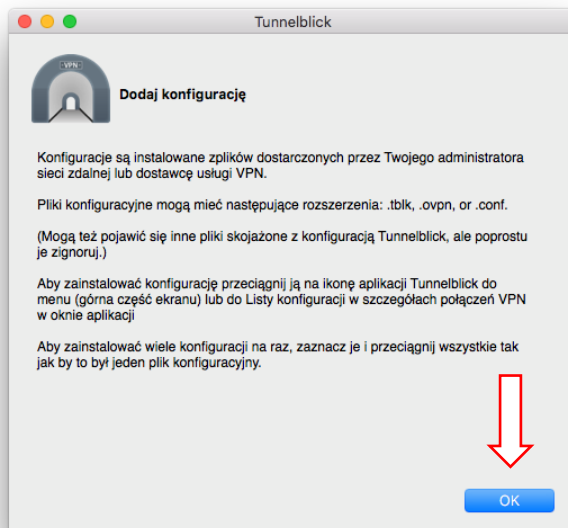 Tunnelblick
VPN
Dodaj konfigurację
Konfiguracje są instalowane zplików dostarczonych przez Twojego administratora
sieci zdalnej lub dostawcę usługi VPN.
Pliki konfiguracyjne mogą mieć następujące rozszerzenia: .tblk, .ovpn, or .conf.
(Mogą też pojawić się inne pliki skojażone z konfiguracją Tunnelblick, ale poprostu
je zignoruj.)
Aby zainstalować konfigurację przeciągnij ją na ikonę aplikacji Tunnelblick do
menu (górna część ekranu) lub do Listy konfiguracji w szczegółach połączeń VPN
w oknie aplikacji
Aby zainstalować wiele konfiguracji na raz, zaznacz je i przeciągnij wszystkie tak
jak by to był jeden plik konfiguracyjny.
OK